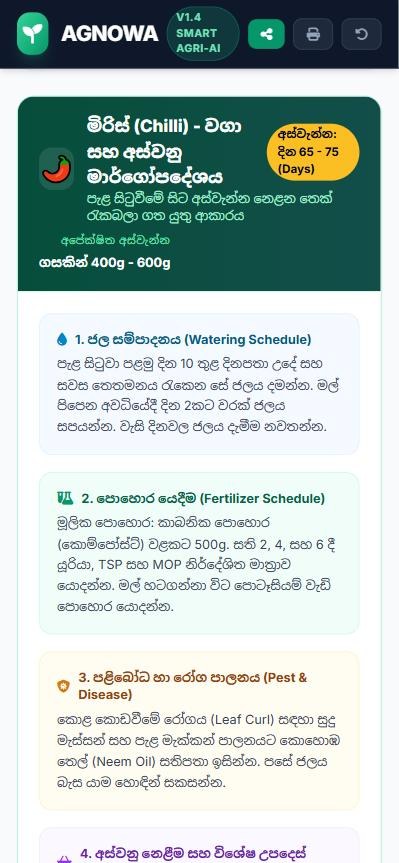 AGNOWA
V1.4
SMART
AGRI-AI
මිරිස් (Chilli) - වගා
සහ අස්වනු
මාර්ගෝපදේශය
අස්වැන්න:
දින 65 - 75
(Days)
පැළ සිටුවීමේ සිට අස්වැන්න නෙළන තෙක්
රැකබලා ගත යුතු ආකාරය
අපේක්ෂිත අස්වැන්න
ගසකින් 400g - 600g
1. ජල සම්පාදනය (Watering Schedule)
පැළ සිටුවා පළමු දින 10 තුළ දිනපතා උදේ සහ
සවස තෙතමනය රැකෙන සේ ජලය දමන්න. මල්
පිපෙන අවධියේදී දින 2කට වරක් ජලය
සපයන්න. වැසි දිනවල ජලය දැමීම නවතන්න.
2. පොහොර යෙදීම (Fertilizer Schedule)
මූලික පොහොර: කාබනික පොහොර
(කොම්පෝස්ට්) වළකට 500g. සති 2, 4, සහ 6 දී
යූරියා, TSP සහ MOP නිර්දේශිත මාත්‍රාව
යොදන්න. මල් හටගන්නා විට පොටෑසියම් වැඩි
පොහොර යොදන්න.
3. පළිබෝධ හා රෝග පාලනය (Pest &
Disease)
කොළ කොඩවීමේ රෝගය (Leaf Curl) සඳහා සුදු
මැස්සන් සහ පැළ මැක්කන් පාලනයට කොහොඹ
තෙල් (Neem Oil) සතිපතා ඉසින්න. පසේ ජලය
බැස යාම හොඳින් සකසන්න.
4. අස්වනු නෙළීම සහ විශේෂ උපදෙස්